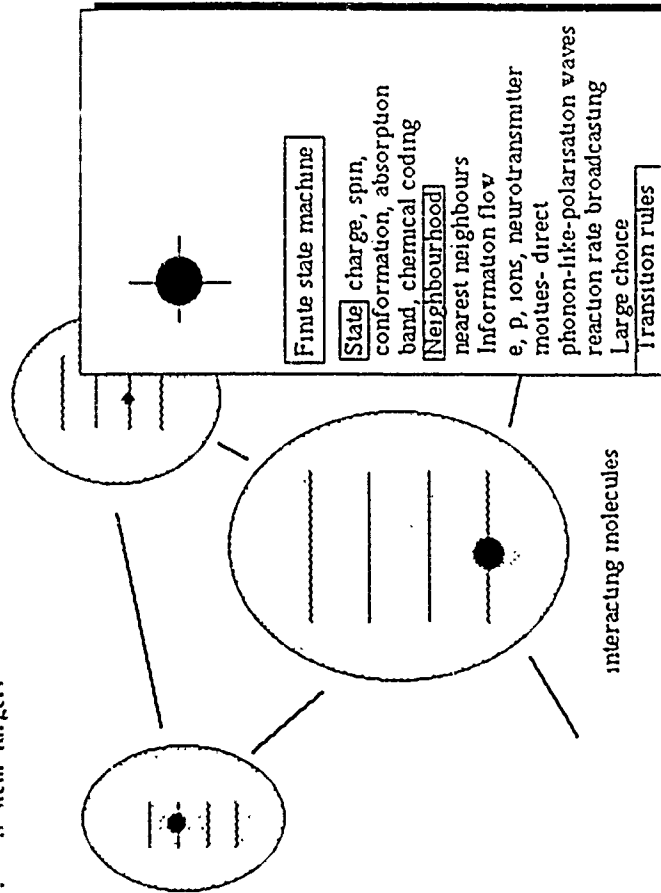 Finite state machine
State charge, spin,
conformation, absorption
band, chemical coding
Neighbourhood
nearest neighbours
Information flow
e, p, ions, neurotransmitter
moities- direct
phonon-like-polarisation waves
reaction rate broadcasting
Large choice
Transition rules
interacting molecules